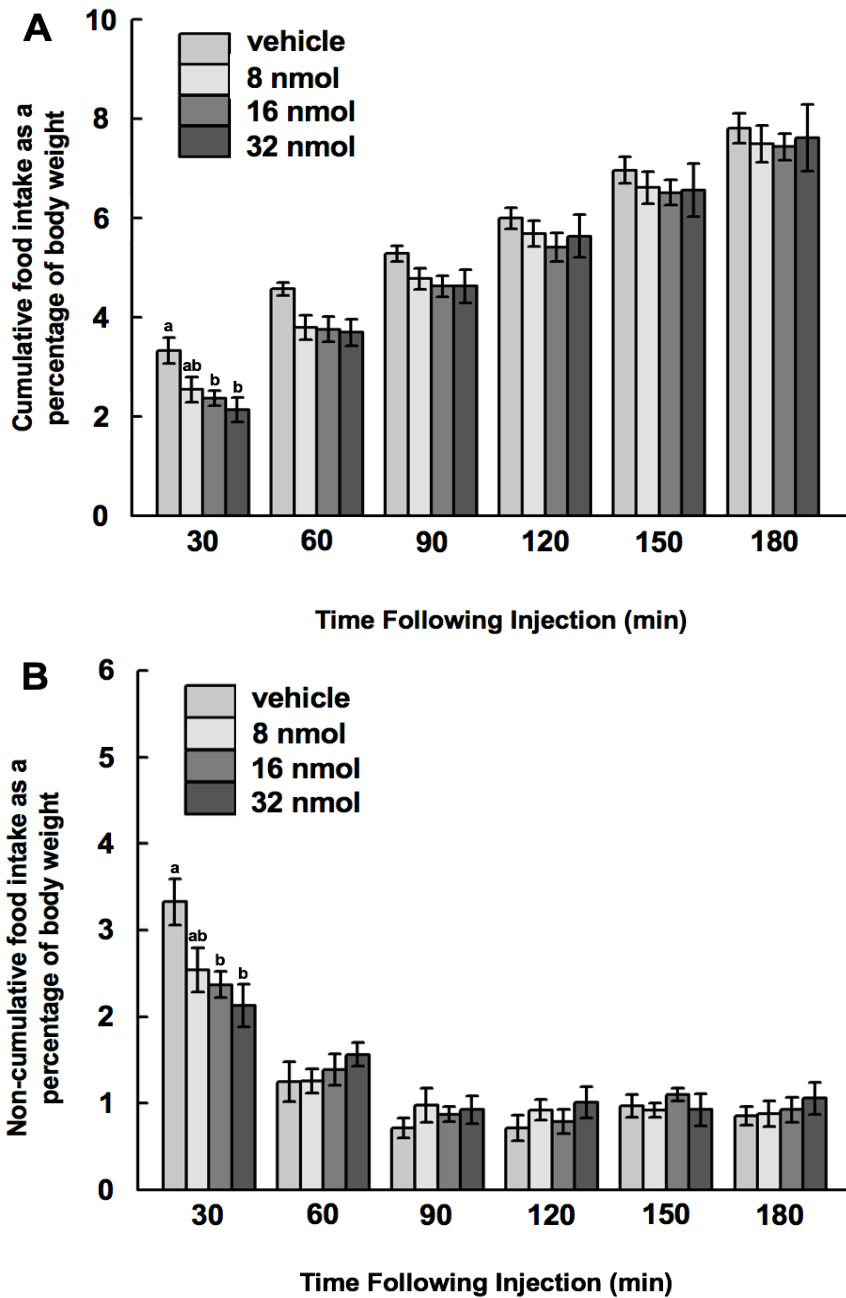 A
10
8
6
4
2
0
vehicle
8 nmol
16 nmol
32 nmol
Cumulative food intake as a
percentage of body weight
a
ab
b
b
30 60 90 120 150 180
Time Following Injection (min)
B
6
5
4
3
2
1
0
vehicle
8 nmol
16 nmol
32 nmol
Non-cumulative food intake as a
percentage of body weight
a
ab
b
b
30 60 90 120 150 180
Time Following Injection (min)